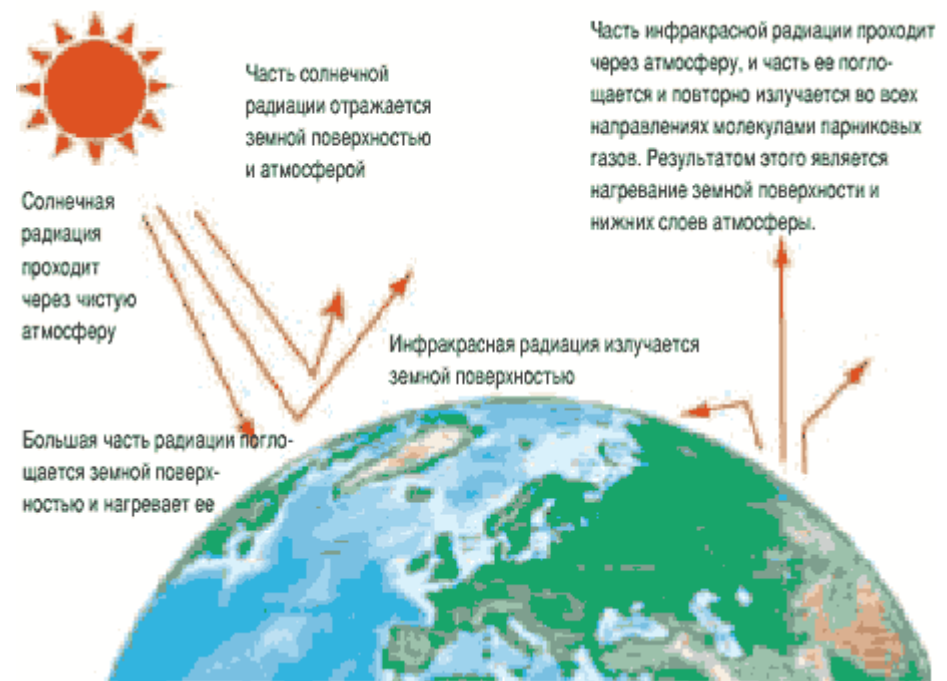 Часть солнечной
радиации отражается
земной поверхностью
и атмосферой
Часть инфракрасной радиации проходит
через атмосферу, и часть ее погло-
щается и повторно излучается во всех
направлениях молекулами парниковых
газов. Результатом этого является
нагревание земной поверхности и
нижних слоев атмосферы.
Солнечная
радиация
проходит
через чистую
атмосферу
Инфракрасная радиация излучается
земной поверхностью
Большая часть радиации погло-
щается земной поверх-
ностью и нагревает ее